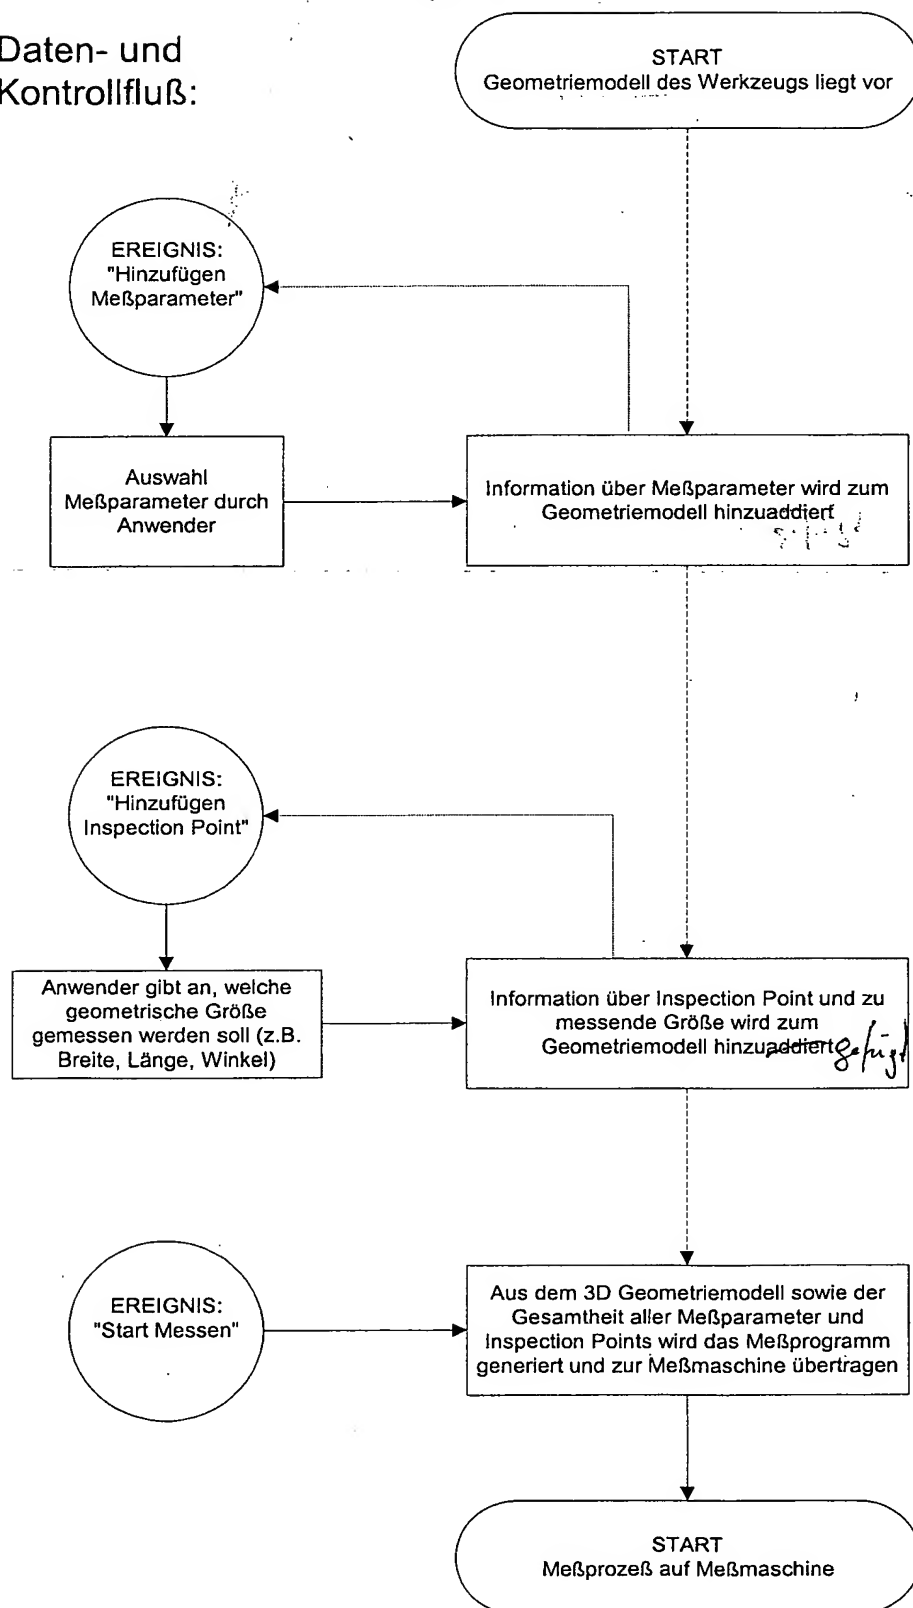 Daten- und
Kontrollfluß:
START
Geometriemodell des Werkzeugs liegt vor
EREIGNIS:
"Hinzufügen
Meßparameter"
Auswahl
Meßparameter durch
Anwender
Information über Meßparameter wird zum
Geometriemodell hinzuaddiert
EREIGNIS:
"Hinzufügen
Inspection Point"
Anwender gibt an, welche
geometrische Größe
gemessen werden soll (z.B.
Breite, Länge, Winkel)
Information über Inspection Point und zu
messende Größe wird zum
Geometriemodell hinzuaddiert gefügt
EREIGNIS:
"Start Messen"
Aus dem 3D Geometriemodell sowie der
Gesamtheit aller Meßparameter und
Inspection Points wird das Meßprogramm
generiert und zur Meßmaschine übertragen
START
Meßprozeß auf Meßmaschine